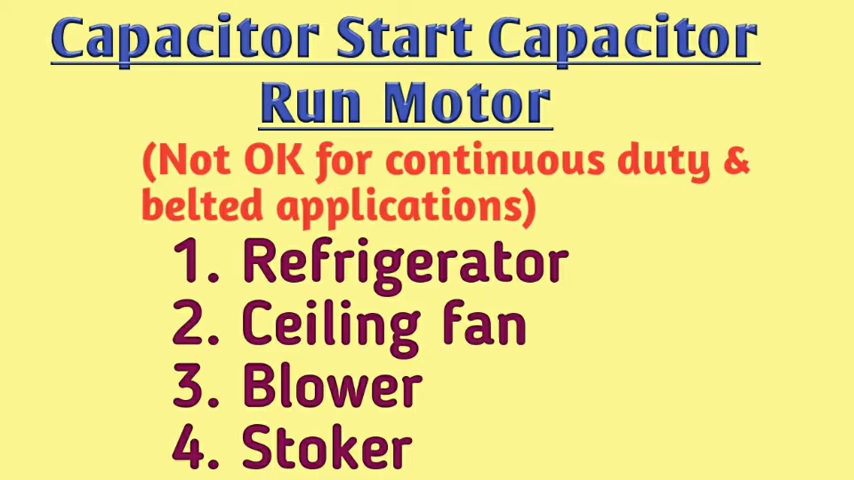 Capacitor Start Capacitor
Run Motor
(Not OK for continuous duty &
belted applications)
1. Refrigerator
2. Ceiling fan
3. Blower
4. Stoker